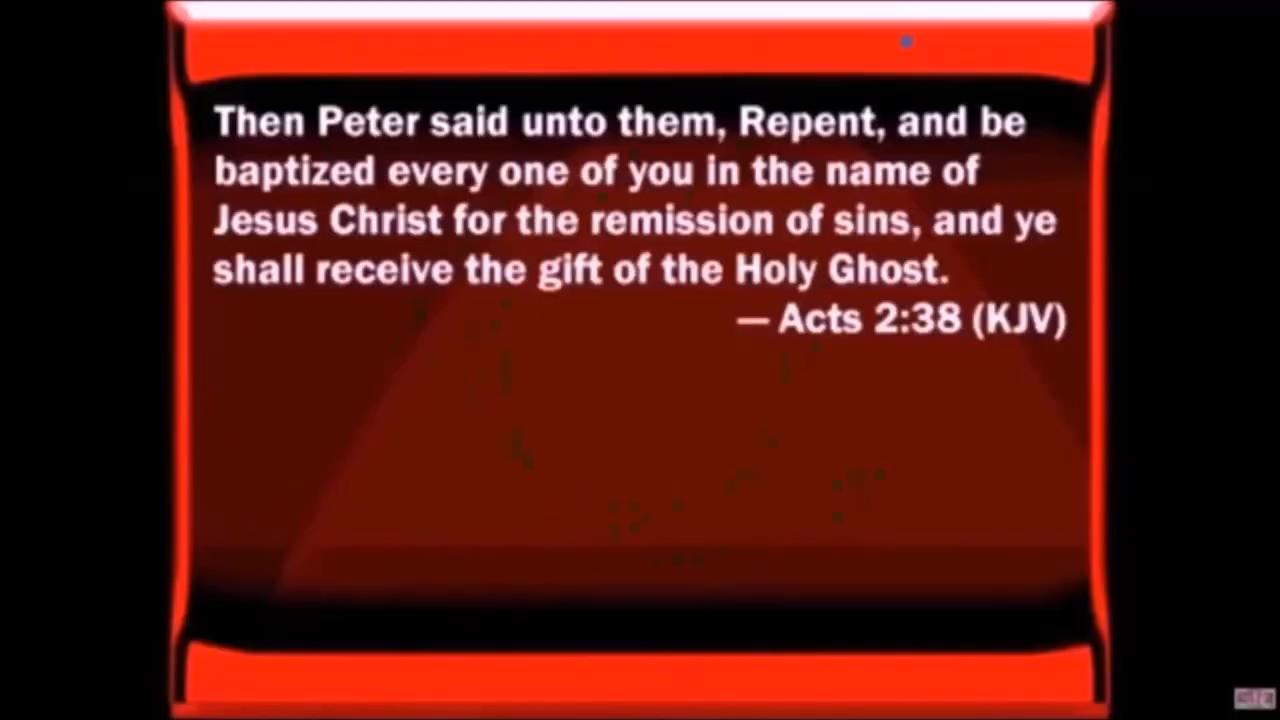 Then Peter said unto them, Repent, and be
baptized every one of you in the name of
Jesus Christ for the remission of sins, and ye
shall receive the gift of the Holy Ghost.
— Acts 2:38 (KJV)